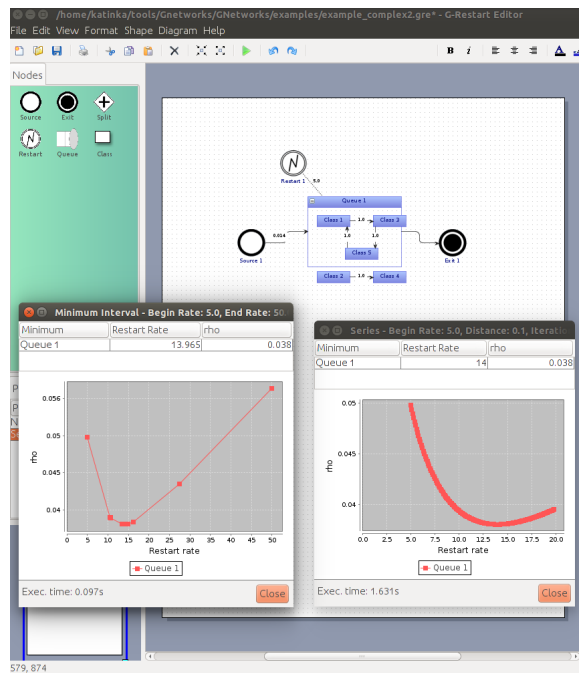 /home/katinka/tools/Gnetworks/GNetworks/examples/example_complex2.gre* - G-Restart Editor
File Edit View Format Shape Diagram Help
B i A
Nodes
Source Exit Split
Restart Queue Class
Restart 1 5.0
Queue 1
Class 1 1.0 Class 3
0.014 1.0 1.0
Class 5
Source 1 Exit 1
Class 2 1.0 Class 4
Minimum Interval - Begin Rate: 5.0, End Rate: 50.
Minimum Restart Rate rho
Queue 1 13.965 0.038
0.056
0.05
0.045
0.04
rho
0 5 10 15 20 25 30 35 40 45 50
Restart rate
Queue 1
Exec. time: 0.097s Close
Series - Begin Rate: 5.0, Distance: 0.1, Iteratio
Minimum Restart Rate rho
Queue 1 14 0.038
0.05
0.045
0.04
rho
0.0 2.5 5.0 7.5 10.0 12.5 15.0 17.5 20.0
Restart rate
Queue 1
Exec. time: 1.631s Close
P
P
N
S
579, 874